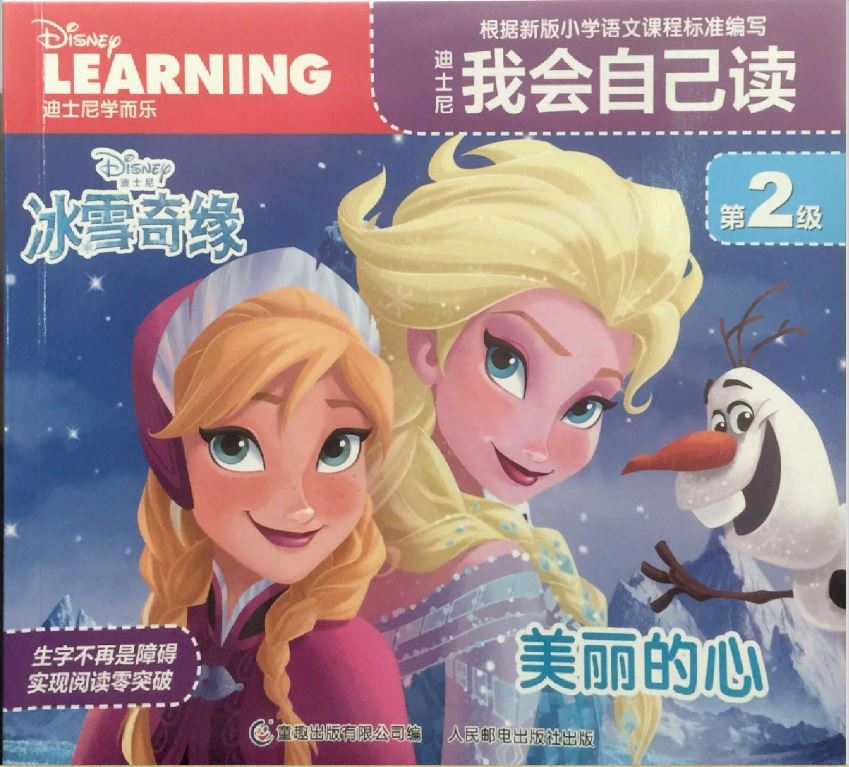 Disney
LEARNING
迪士尼学而乐
根据新版小学语文课程标准编写
迪士尼
我会自己读
第2级
Disney
迪士尼
冰雪奇缘
美丽的心
生字不再是障碍
实现阅读零突破
童趣出版有限公司编
人民邮电出版社出版